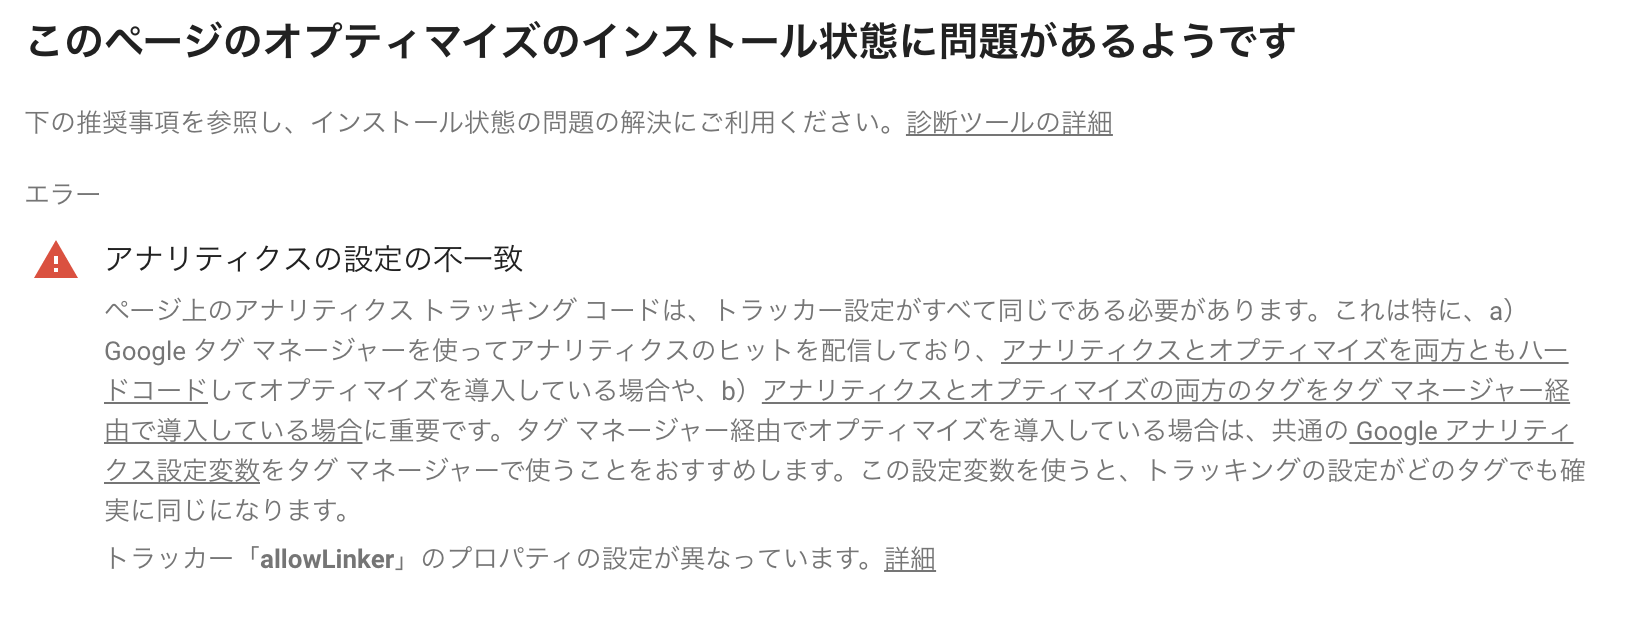 このページのオプティマイズのインストール状態に問題があるようです
下の推奨事項を参照し、インストール状態の問題の解決にご利用ください。診断ツールの詳細
エラー
アナリティクスの設定の不一致
ページ上のアナリティクス トラッキング コードは、トラッカー設定がすべて同じである必要があります。これは特に、a）
Google タグ マネージャーを使ってアナリティクスのヒットを配信しており、アナリティクスとオプティマイズを両方ともハー
ドコードしてオプティマイズを導入している場合や、b）アナリティクスとオプティマイズの両方のタグをタグ マネージャー経
由で導入している場合に重要です。タグ マネージャー経由でオプティマイズを導入している場合は、共通の Google アナリティ
クス設定変数をタグ マネージャーで使うことをおすすめします。この設定変数を使うと、トラッキングの設定がどのタグでも確
実に同じになります。
トラッカー「allowLinker」のプロパティの設定が異なっています。詳細